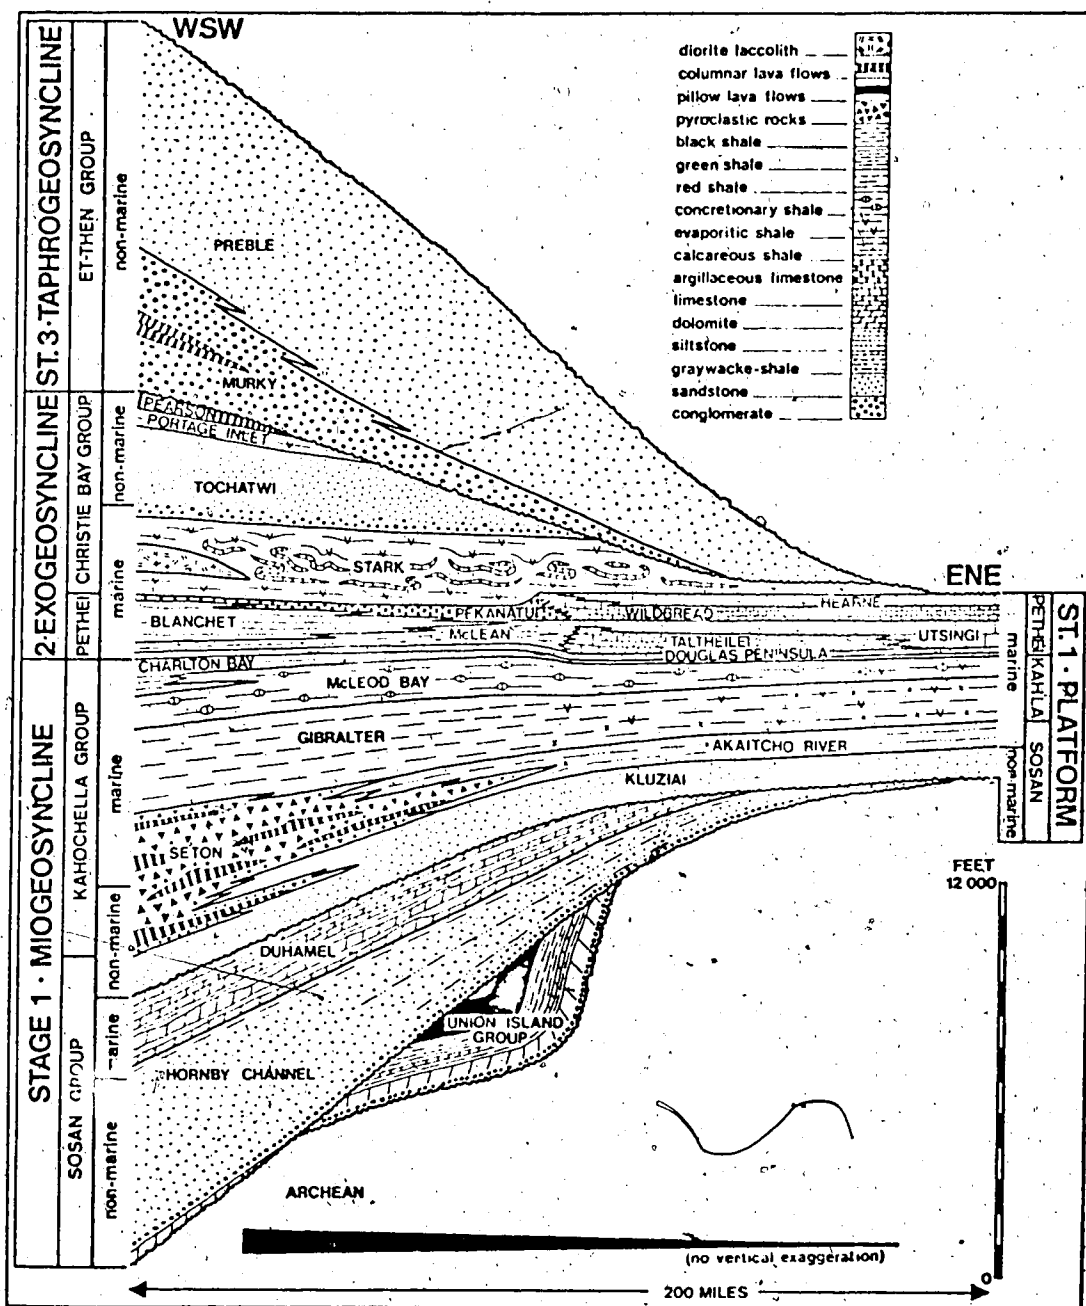 WSW
diorite laccolith
columnar lava flows
pillow lava flows
pyroclastic rocks
black shale
green shale
red shale
concretionary shale
evaporitic shale
calcareous shale
argillaceous limestone
limestone
dolomite
siltstone
graywacke-shale
sandstone
conglomerate
ST. 3 · TAPHROGEOSYNCLINE
ET-THEN GROUP
non-marine
2·EXOGEOSYNCLINE
CHRISTIE BAY GROUP
non-marine
marine
PETHEI
STAGE 1 · MIOGEOSYNCLINE
KAHOCHELLA GROUP
marine
non-marine
SOSAN GROUP
marine
non-marine
PREBLE
MURKY
PEARSON
PORTAGE INLET
TOCHATWI
STARK
ENE
HEARNE
PEKANATUI
WILDBREAD
BLANCHET
McLEAN
TALTHEILEI
UTSINGI
DOUGLAS PENINSULA
CHARLTON BAY
McLEOD BAY
GIBRALTER
AKAITCHO RIVER
KLUZIAI
SETON
DUHAMEL
UNION ISLAND
GROUP
HORNBY CHANNEL
ARCHEAN
ST. 1 · PLATFORM
PETHEI
KAHLA
SOSAN
marine
non-marine
FEET
12 000
0
(no vertical exaggeration)
200 MILES